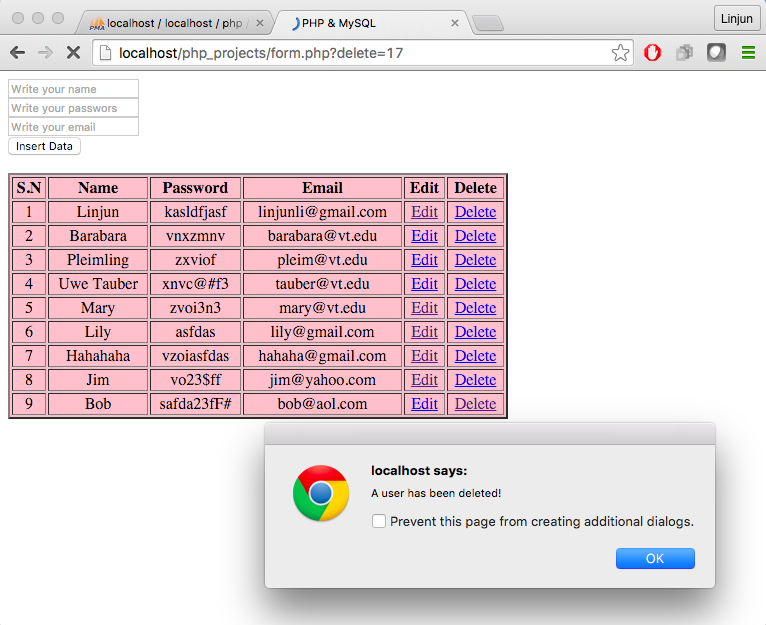 Linjun
PMA localhost / localhost / php / PHP & MySQL
localhost/php_projects/form.php?delete=17
Write your name
Write your passwors
Write your email
Insert Data
S.N Name Password Email Edit Delete
1 Linjun kasldfjasf linjunli@gmail.com Edit Delete
2 Barabara vnxzmnv barabara@vt.edu Edit Delete
3 Pleimling zxviof pleim@vt.edu Edit Delete
4 Uwe Tauber xnvc@#f3 tauber@vt.edu Edit Delete
5 Mary zvoi3n3 mary@vt.edu Edit Delete
6 Lily asfdas lily@gmail.com Edit Delete
7 Hahahaha vzoiasfdas hahaha@gmail.com Edit Delete
8 Jim vo23$ff jim@yahoo.com Edit Delete
9 Bob safda23fF# bob@aol.com Edit Delete
localhost says:
A user has been deleted!
Prevent this page from creating additional dialogs.
OK